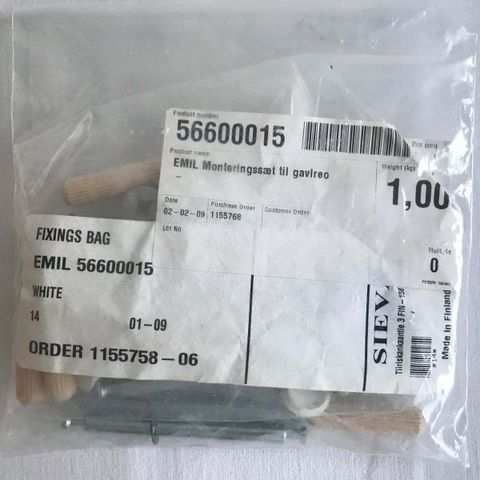 Product number
56600015
Product name
EMIL Monteringssæt til gavlreo
–
Weight (kg)
1,00
Date
02-02-09
Purchase Order
1155768
Customer Order
Lot No
0
FIXINGS BAG
EMIL 56600015
WHITE
14
01-09
ORDER 1155758-06
SIEV
FIN
Made in Finland